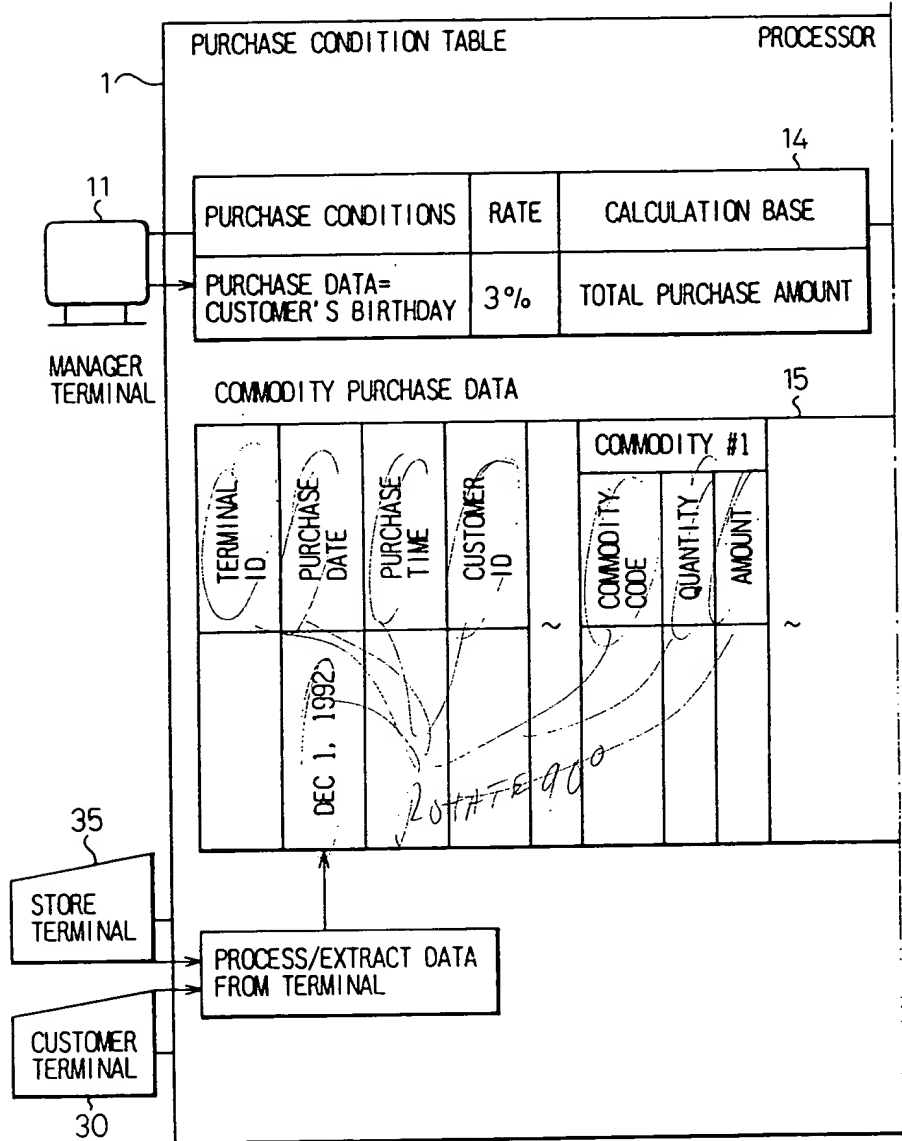 PURCHASE CONDITION TABLE
PROCESSOR
1
14
11
PURCHASE CONDITIONS
RATE
CALCULATION BASE
PURCHASE DATA=
CUSTOMER'S BIRTHDAY
3%
TOTAL PURCHASE AMOUNT
MANAGER
TERMINAL
COMMODITY PURCHASE DATA
15
TERMINAL
ID
PURCHASE
DATE
PURCHASE
TIME
CUSTOMER
ID
~
COMMODITY #1
COMMODITY
CODE
QUANTITY
AMOUNT
~
DEC 1, 1992
ROTATE 90°
35
STORE
TERMINAL
PROCESS/EXTRACT DATA
FROM TERMINAL
CUSTOMER
TERMINAL
30